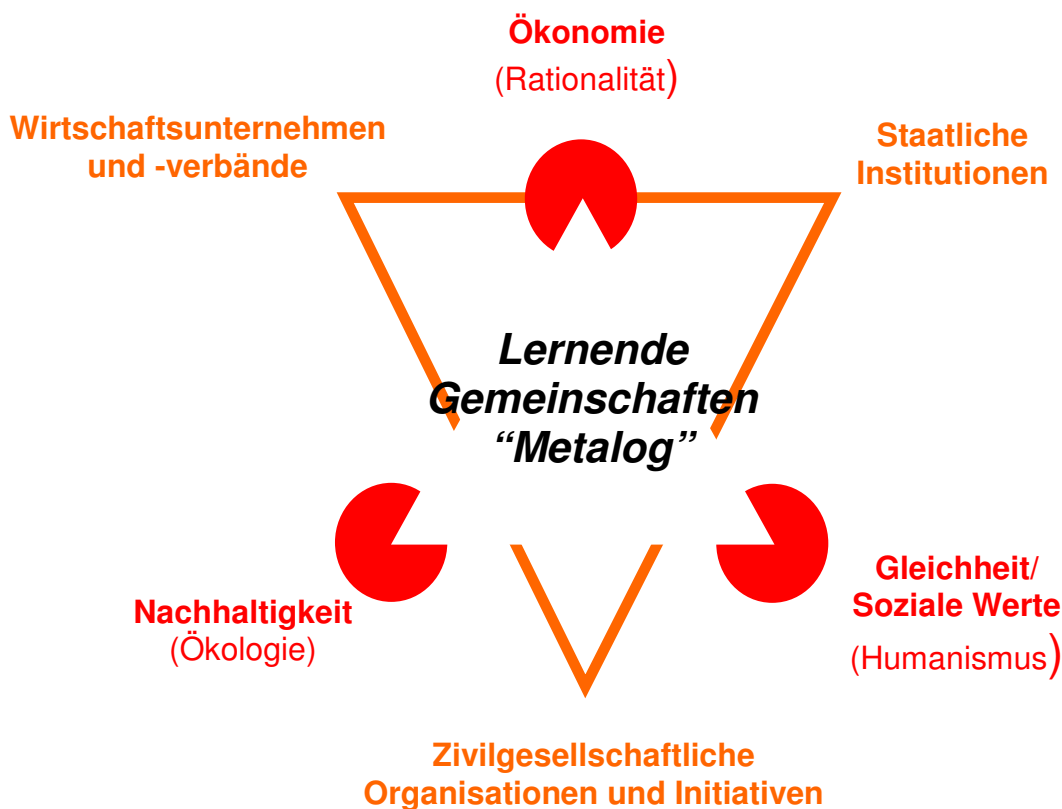 Ökonomie
(Rationalität)
Wirtschaftsunternehmen
und -verbände
Staatliche
Institutionen
Lernende
Gemeinschaften
“Metalog”
Nachhaltigkeit
(Ökologie)
Gleichheit/
Soziale Werte
(Humanismus)
Zivilgesellschaftliche
Organisationen und Initiativen